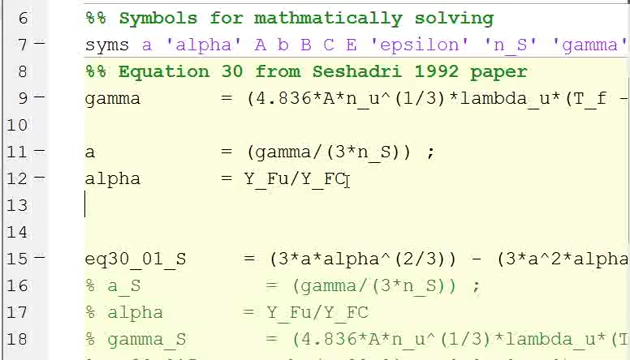 6 %% Symbols for mathmatically solving
7 – syms a 'alpha' A b B C E 'epsilon' 'n_S' 'gamma'
8 %% Equation 30 from Seshadri 1992 paper
9 – gamma = (4.836*A*n_u^(1/3)*lambda_u*(T_f -
10
11 – a = (gamma/(3*n_S)) ;
12 – alpha = Y_Fu/Y_FC
13
14
15 – eq30_01_S = (3*a*alpha^(2/3)) - (3*a^2*alpha
16 % a_S = (gamma/(3*n_S)) ;
17 % alpha = Y_Fu/Y_FC
18 % gamma_S = (4.836*A*n_u^(1/3)*lambda_u*(T